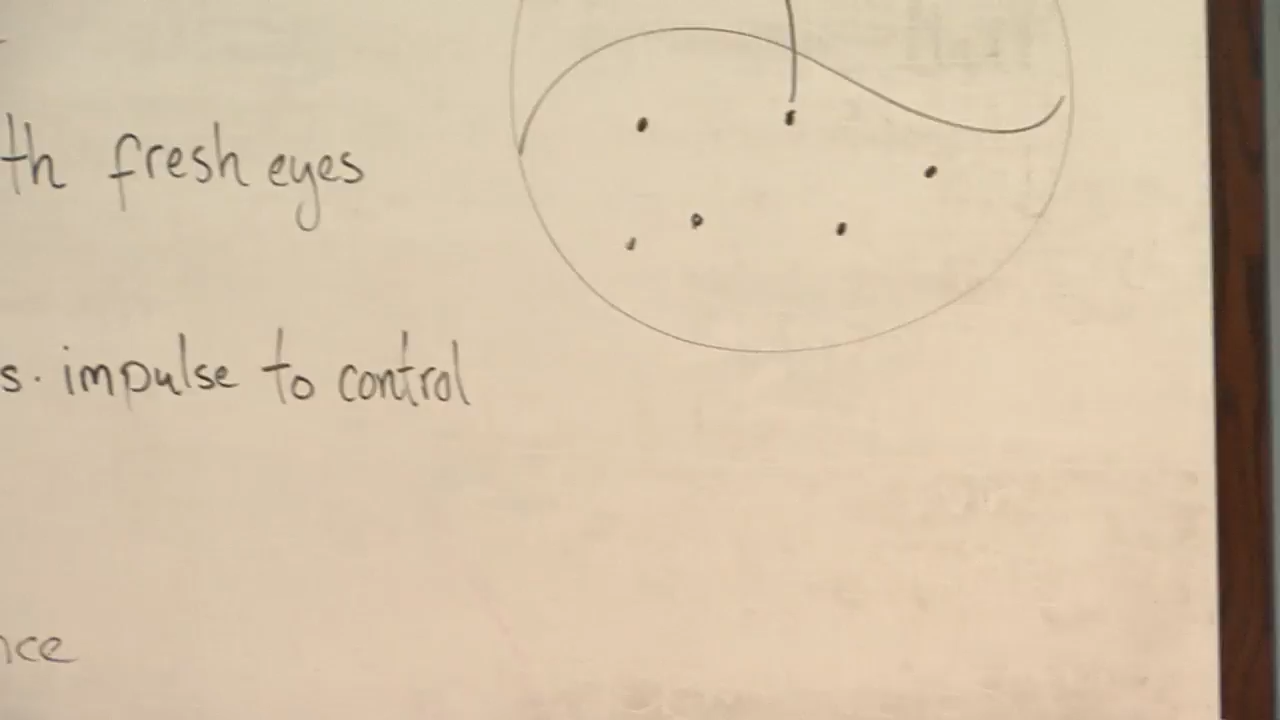 th fresh eyes
s. impulse to control
nce